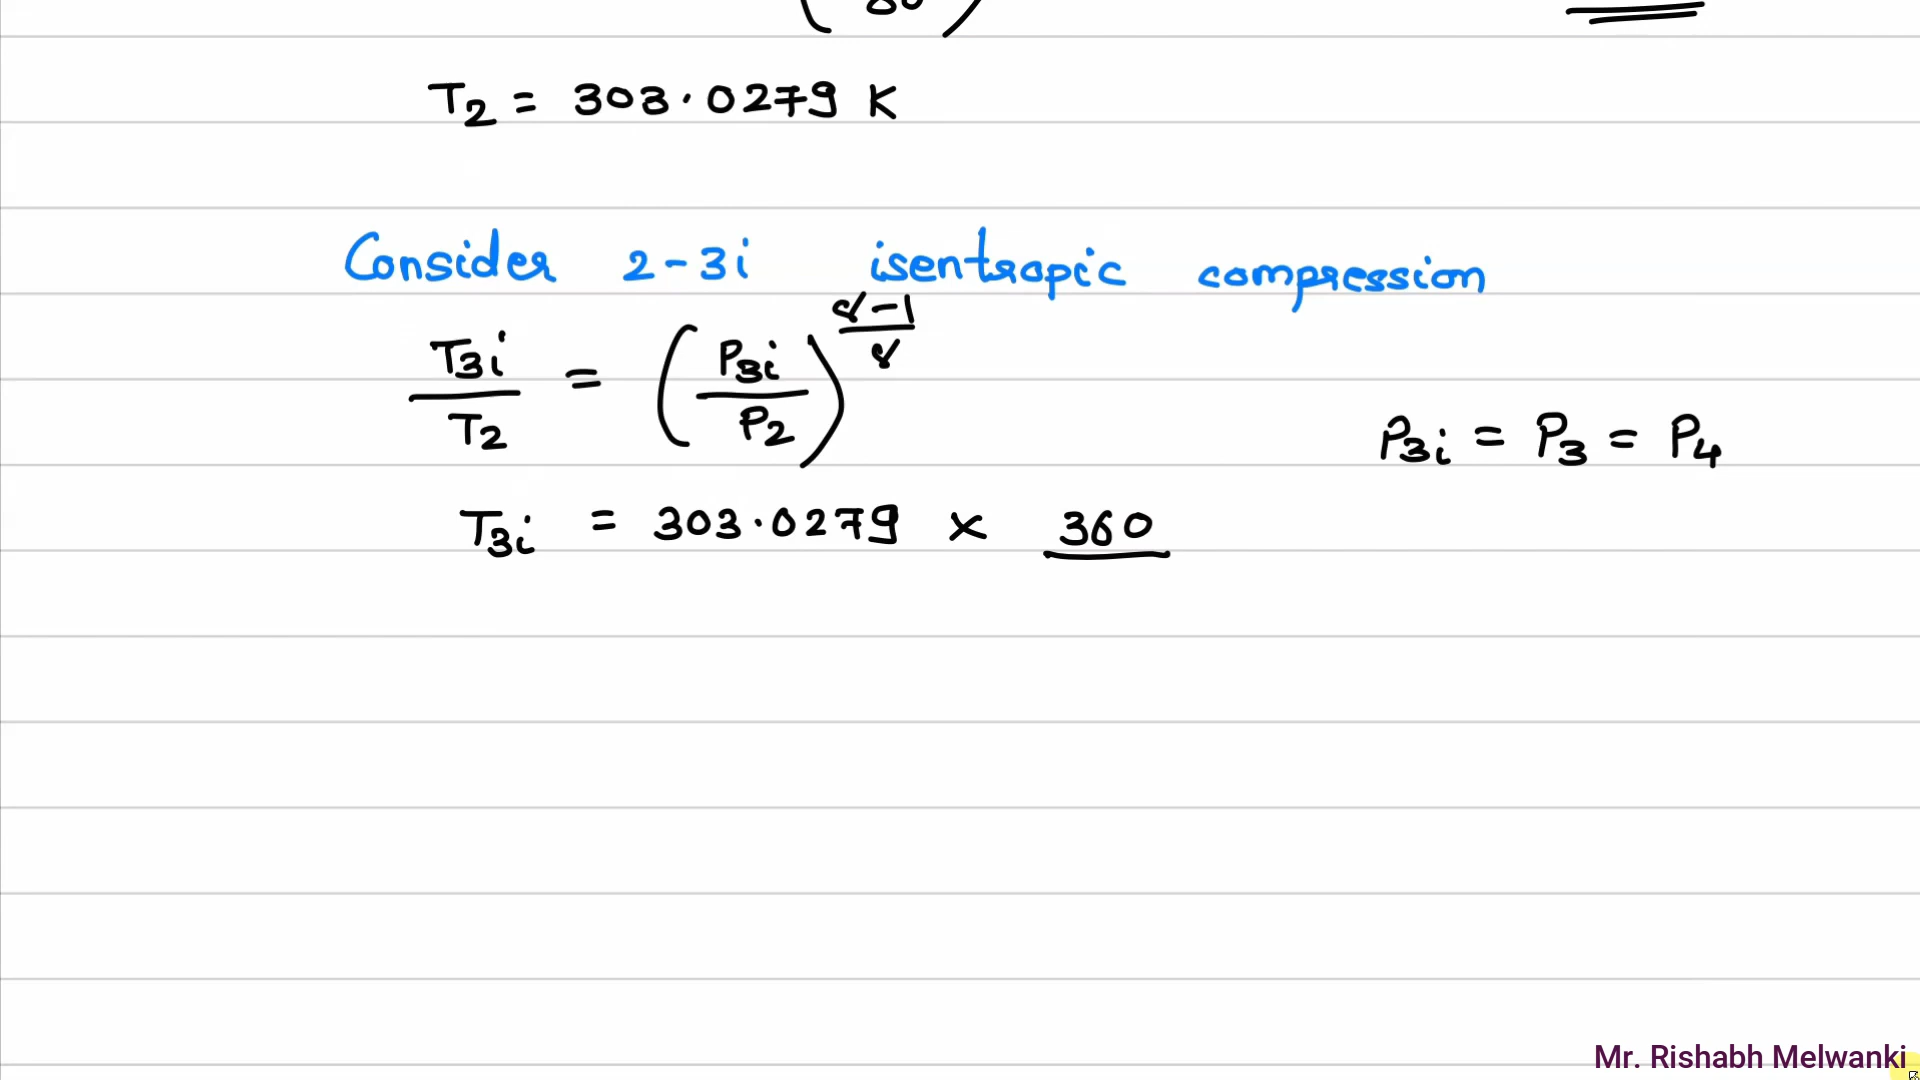 80
T2 = 303.0279 K
Consider 2-3i isentropic compression
T3i / T2 = (P3i / P2)^(γ-1 / γ)
P3i = P3 = P4
T3i = 303.0279 × 360
Mr. Rishabh Melwanki